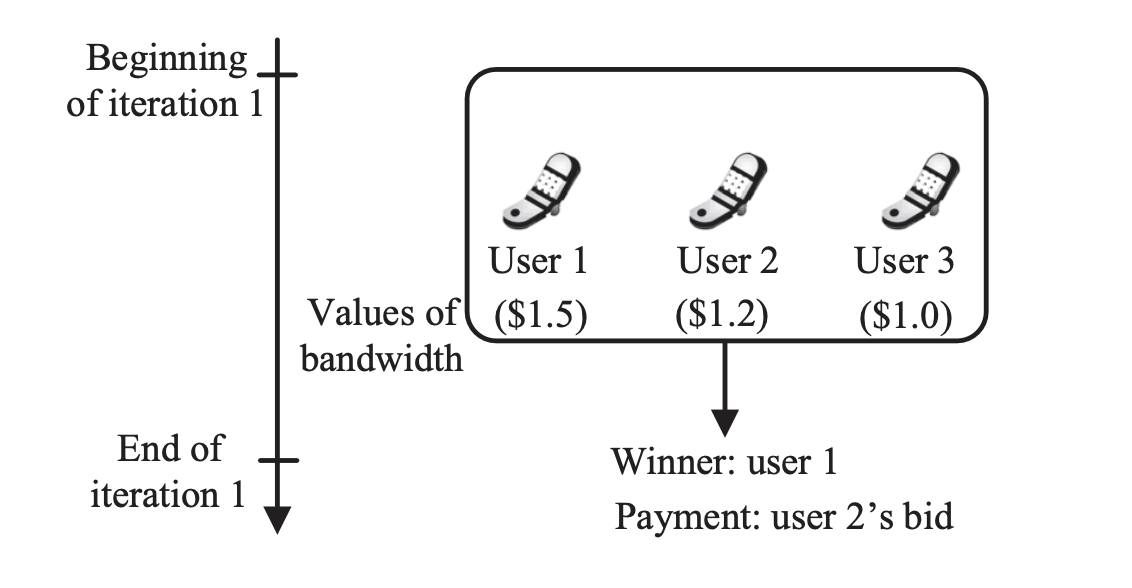 Beginning
of iteration 1
User 1
User 2
User 3
Values of
bandwidth
($1.5)
($1.2)
($1.0)
End of
iteration 1
Winner: user 1
Payment: user 2’s bid